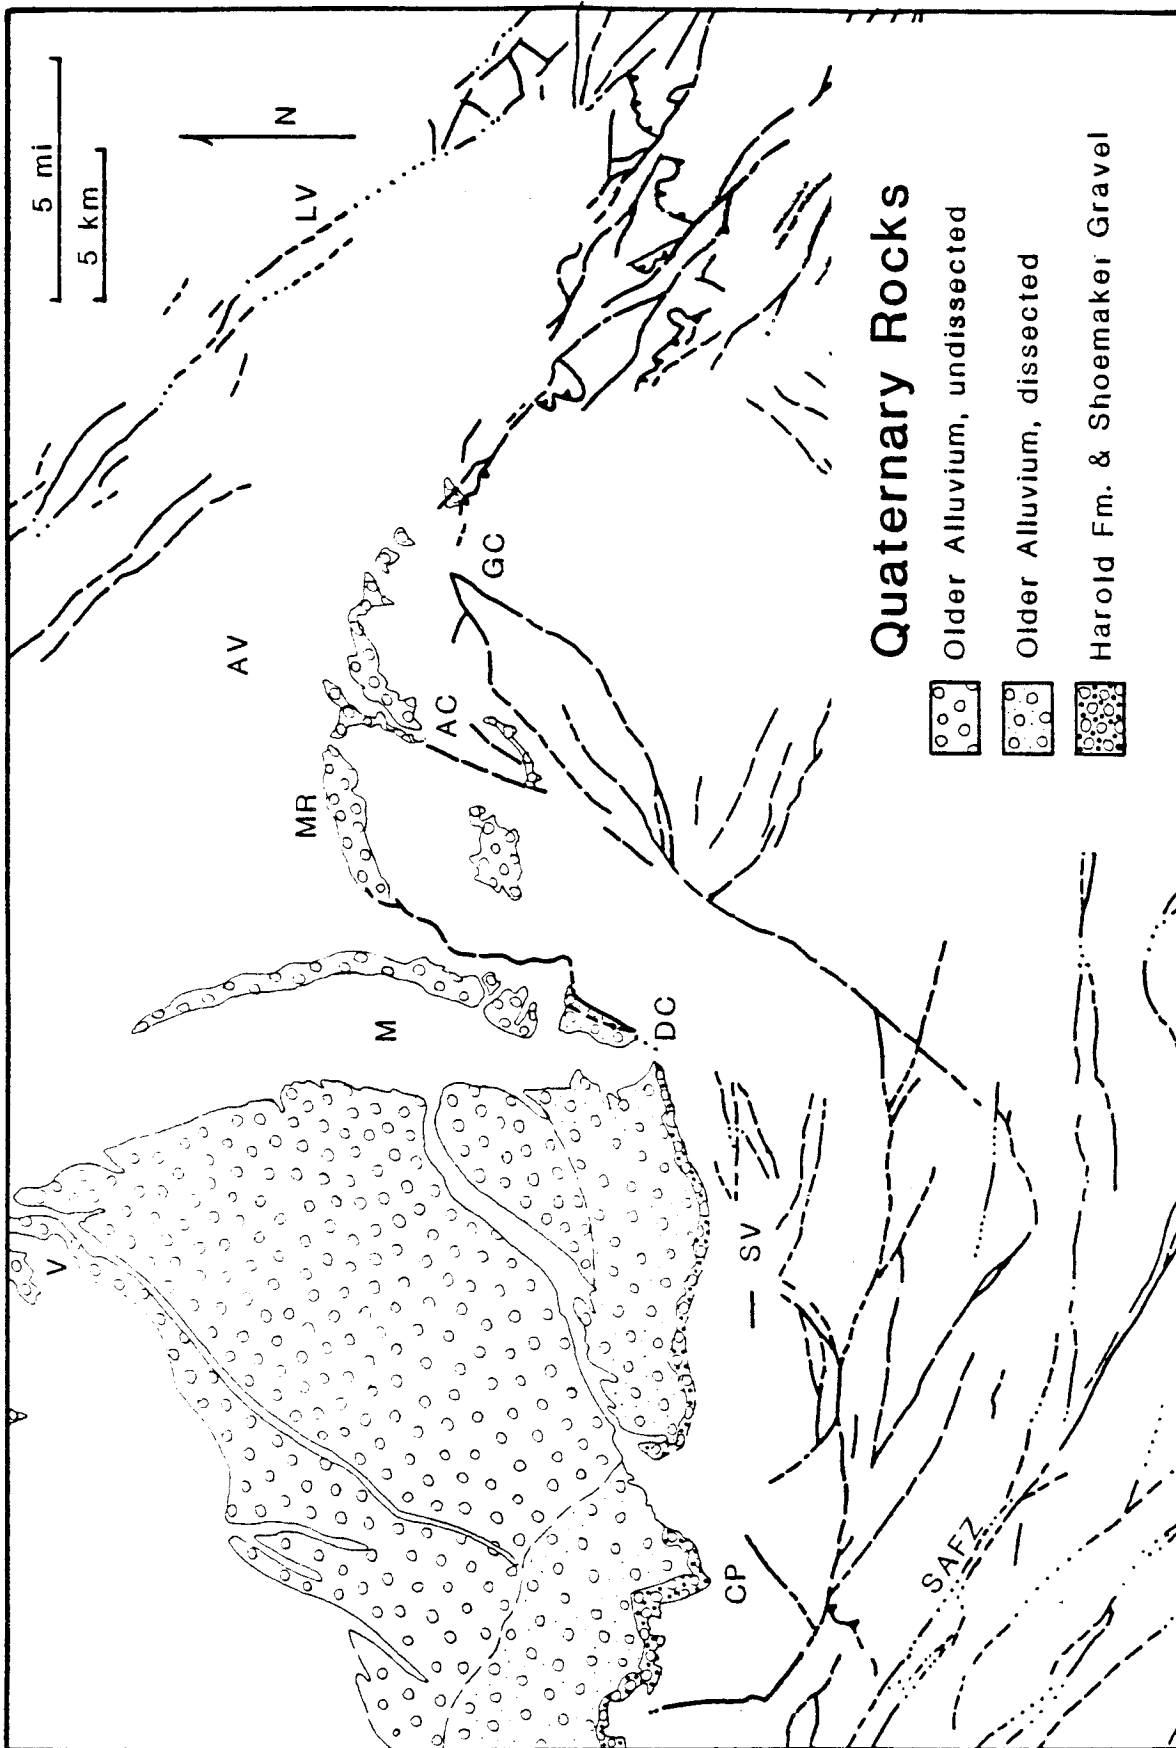 5 mi
5 km
N
LV
AV
GC
AC
MR
M
DC
V
SV
CP
SAFZ
Quaternary Rocks
Older Alluvium, undissected
Older Alluvium, dissected
Harold Fm. & Shoemaker Gravel